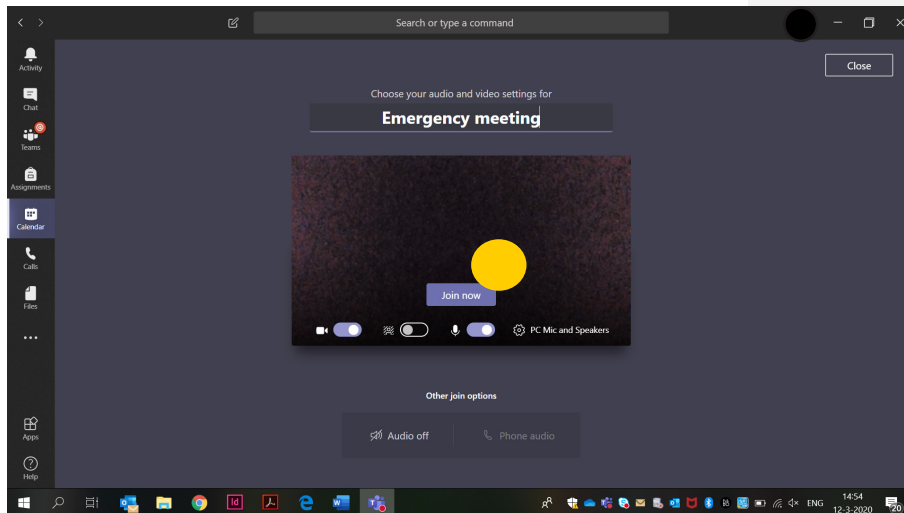 Search or type a command
Activity
Chat
Teams
Assignments
Calendar
Calls
Files
Apps
Help
Close
Choose your audio and video settings for
Emergency meeting
Join now
PC Mic and Speakers
Other join options
Audio off
Phone audio
Id
ENG
14:54
12-3-2020
20